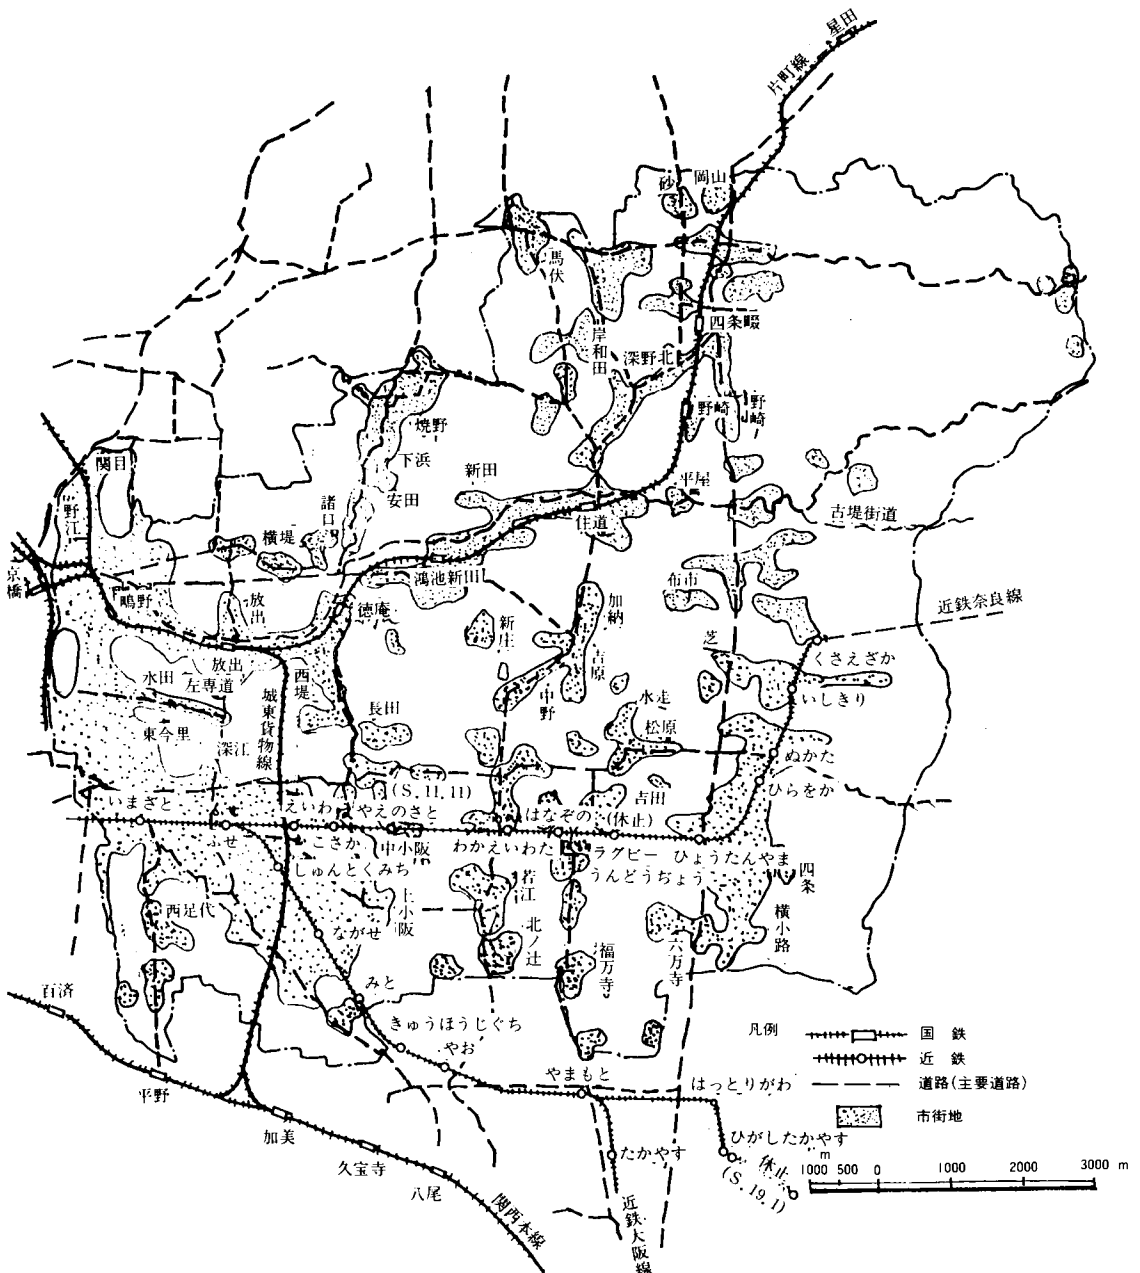 星田
片町線
砂
岡山
馬伏
岸和田
四条畷
深野北
野崎
野崎
焼野
下浜
安田
諸口
新田
平屋
古堤街道
住道
関目
野江
横堤
京橋
鴫野
放出
徳庵
鴻池新田
布市
加納
近鉄奈良線
新庄
芝
くさえざか
放出
水田
左専道
西堤
城東貨物線
吉原
中野
水走
いしきり
長田
松原
東今里
深江
ぬかた
(S.11,11)
ひらをか
吉田
いまざと
えいわ
やえのさと
はなぞの
(休止)
ふせ
こさか
中小阪
わかえいわた
ラグビー
うんどうぢょう
ひょうたんやま
しゅんとくみち
四条
若江
西足代
上小阪
横小路
ながせ
北ノ辻
六万寺
福万寺
みと
百済
きゅうほうじぐち
やお
凡例
国鉄
近鉄
道路(主要道路)
市街地
やまもと
はっとりがわ
平野
加美
ひがしたかやす
久宝寺
たかやす
休止
(S.19.1)
八尾
関西本線
近鉄大阪線
m
1000 500 0 1000 2000 3000 m